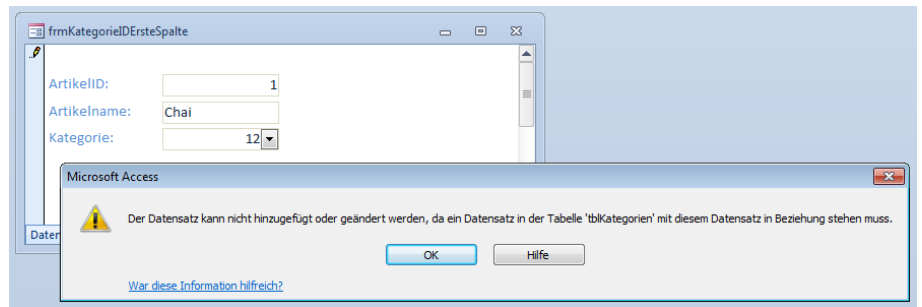 frmKategorieIDErsteSpalte
ArtikelID: 1
Artikelname: Chai
Kategorie: 12
Microsoft Access
Der Datensatz kann nicht hinzugefügt oder geändert werden, da ein Datensatz in der Tabelle 'tblKategorien' mit diesem Datensatz in Beziehung stehen muss.
Daten
OK Hilfe
War diese Information hilfreich?